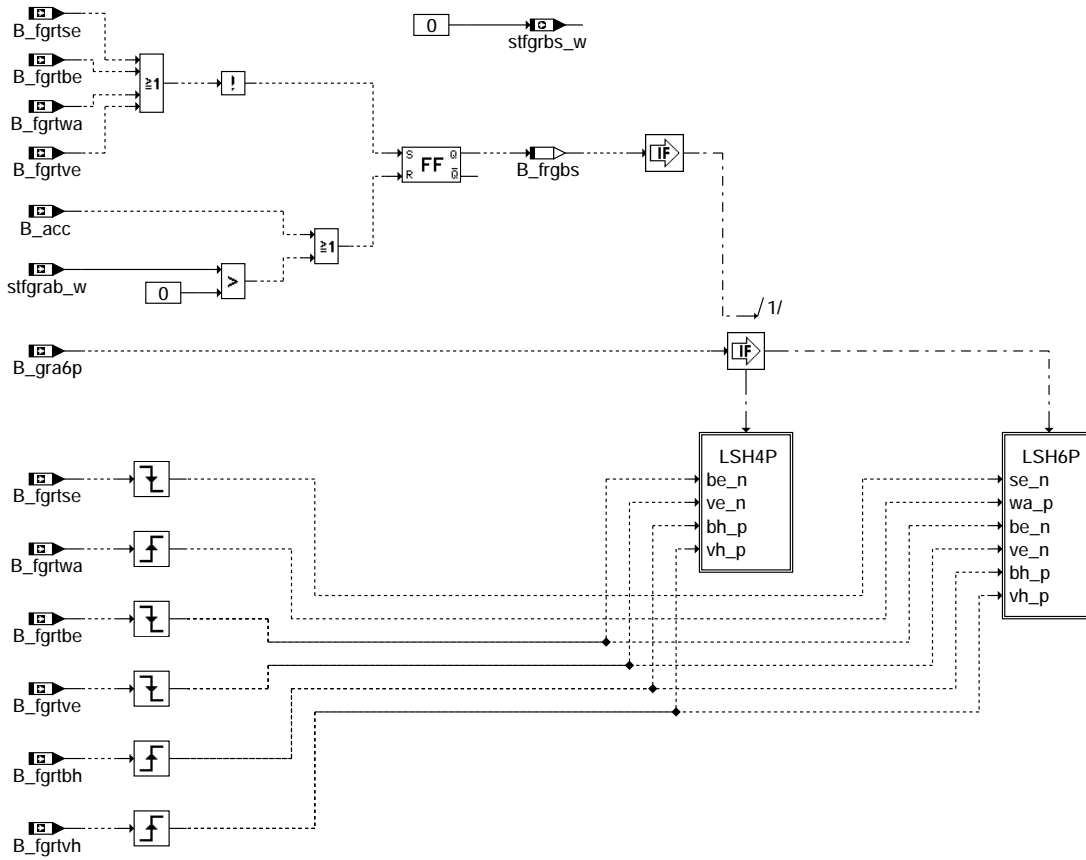 B_fgrtse
0
stfgrbs_w
B_fgrtbe
≥1
!
B_fgrtwa
B_fgrtve
S Q
FF
R Q̅
B_frgbs
IF
B_acc
≥1
stfgrab_w
0
>
/1/
B_gra6p
IF
LSH4P
be_n
ve_n
bh_p
vh_p
LSH6P
se_n
wa_p
be_n
ve_n
bh_p
vh_p
B_fgrtse
B_fgrtwa
B_fgrtbe
B_fgrtve
B_fgrtbh
B_fgrtvh